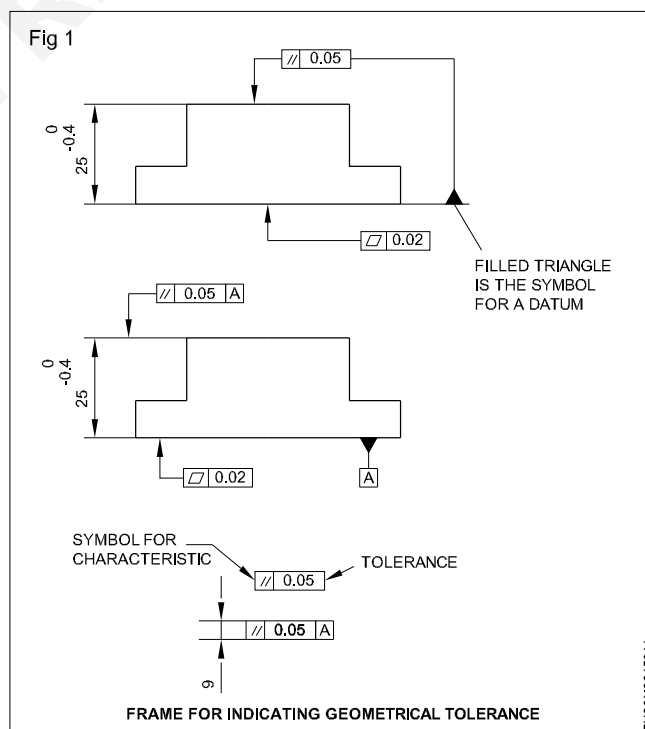 Fig 1
// 0.05
0
-0.4
25
⏥ 0.02
FILLED TRIANGLE
IS THE SYMBOL
FOR A DATUM
// 0.05 A
0
-0.4
25
⏥ 0.02
A
SYMBOL FOR
CHARACTERISTIC
TOLERANCE
// 0.05
// 0.05 A
9
FRAME FOR INDICATING GEOMETRICAL TOLERANCE